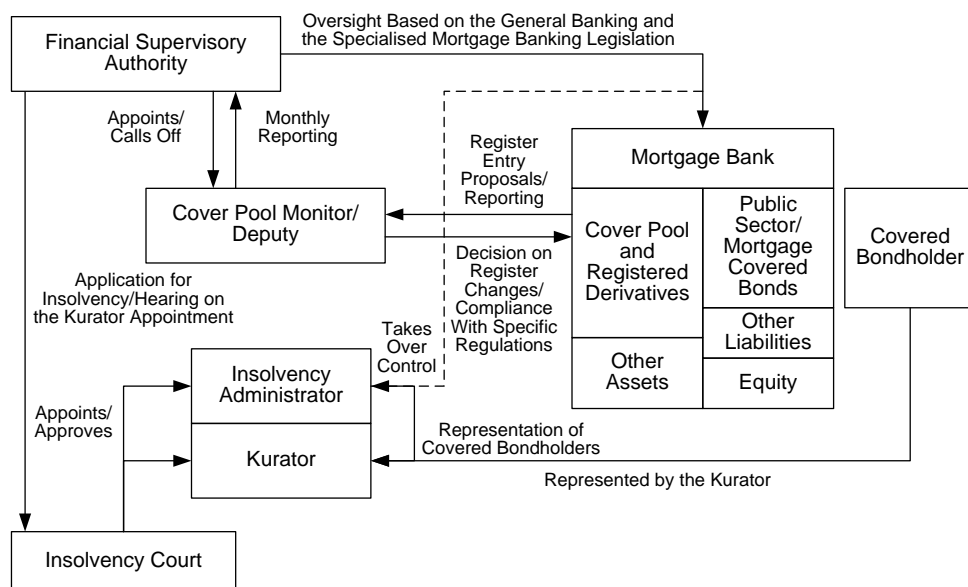 Oversight Based on the General Banking and
the Specialised Mortgage Banking Legislation
Financial Supervisory
Authority
Appoints/
Calls Off
Monthly
Reporting
Register
Entry
Proposals/
Reporting
Mortgage Bank
Cover Pool Monitor/
Deputy
Cover Pool
and
Registered
Derivatives
Public
Sector/
Mortgage
Covered
Bonds
Covered
Bondholder
Application for
Insolvency/Hearing on
the Kurator Appointment
Decision on
Register
Changes/
Compliance
With Specific
Regulations
Takes
Over
Control
Other
Liabilities
Other
Assets
Equity
Insolvency
Administrator
Appoints/
Approves
Kurator
Representation of
Covered Bondholders
Represented by the Kurator
Insolvency Court